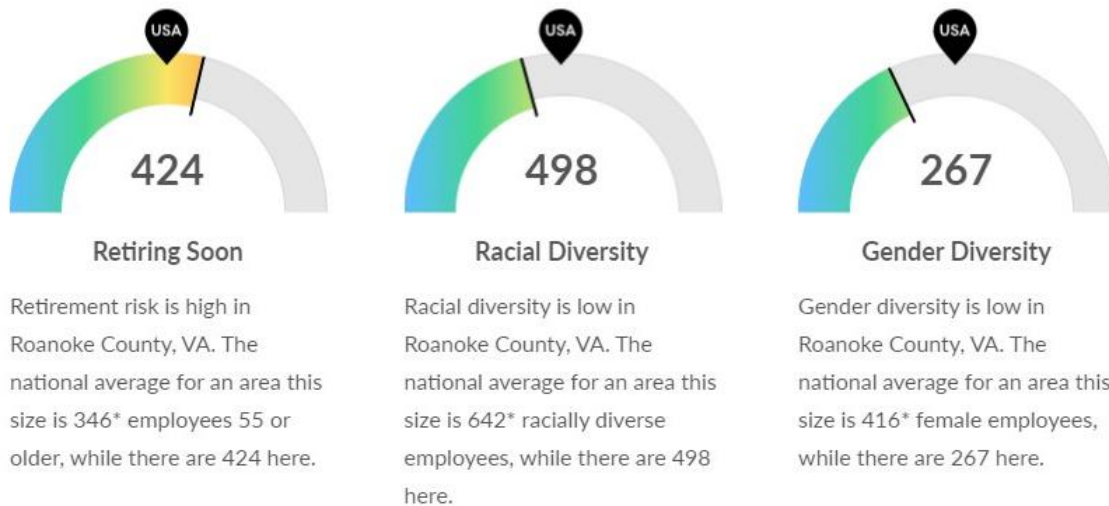 USA
424
Retiring Soon
Retirement risk is high in
Roanoke County, VA. The
national average for an area this
size is 346* employees 55 or
older, while there are 424 here.
USA
498
Racial Diversity
Racial diversity is low in
Roanoke County, VA. The
national average for an area this
size is 642* racially diverse
employees, while there are 498
here.
USA
267
Gender Diversity
Gender diversity is low in
Roanoke County, VA. The
national average for an area this
size is 416* female employees,
while there are 267 here.